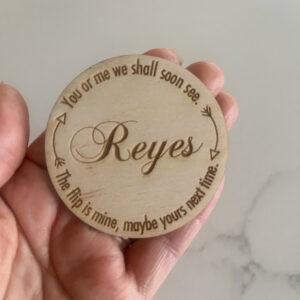 You or me we shall soon see.
Reyes
The flip is mine, maybe yours next time.